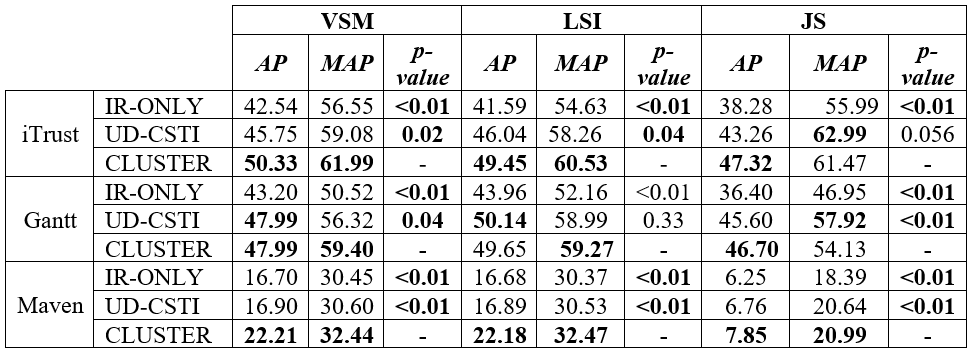 VSM LSI JS
AP MAP p-value AP MAP p-value AP MAP p-value
iTrust
IR-ONLY 42.54 56.55 <0.01 41.59 54.63 <0.01 38.28 55.99 <0.01
UD-CSTI 45.75 59.08 0.02 46.04 58.26 0.04 43.26 62.99 0.056
CLUSTER 50.33 61.99 - 49.45 60.53 - 47.32 61.47 -
Gantt
IR-ONLY 43.20 50.52 <0.01 43.96 52.16 <0.01 36.40 46.95 <0.01
UD-CSTI 47.99 56.32 0.04 50.14 58.99 0.33 45.60 57.92 <0.01
CLUSTER 47.99 59.40 - 49.65 59.27 - 46.70 54.13 -
Maven
IR-ONLY 16.70 30.45 <0.01 16.68 30.37 <0.01 6.25 18.39 <0.01
UD-CSTI 16.90 30.60 <0.01 16.89 30.53 <0.01 6.76 20.64 <0.01
CLUSTER 22.21 32.44 - 22.18 32.47 - 7.85 20.99 -